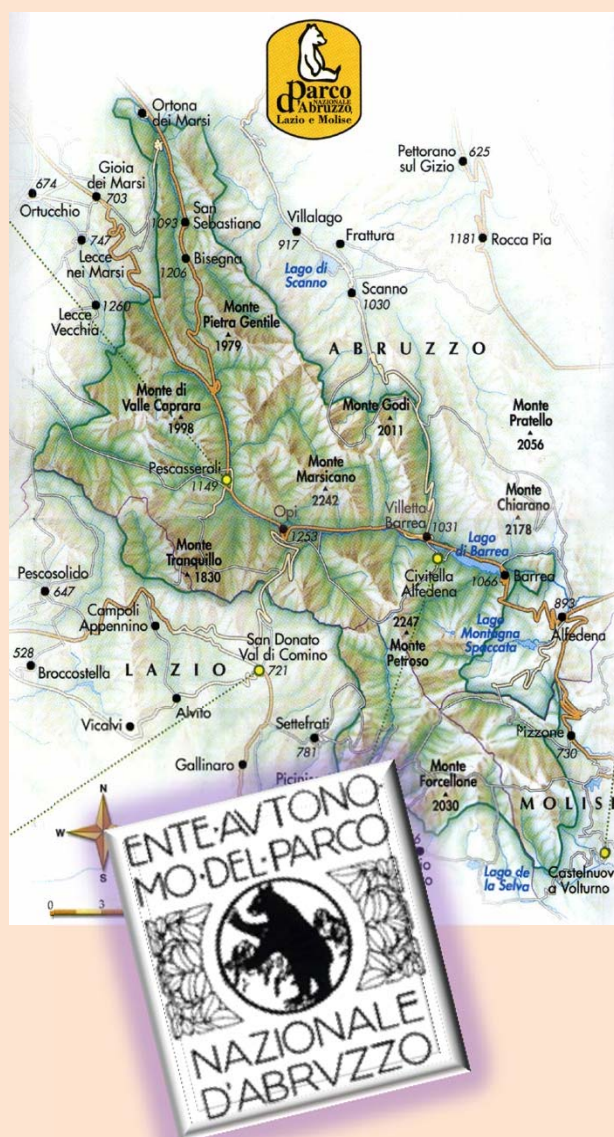 Parco
NAZIONALE
d'Abruzzo,
Lazio e Molise
Ortona
dei Marsi
Pettorano
sul Gizio
625
Gioia
dei Marsi
703
674
Ortucchio
San
Sebastiano
1093
Villalago
917
Frattura
1181
Rocca Pia
747
Lecce
nei Marsi
1206
Bisegna
Lago di
Scanno
Scanno
1030
1260
Lecce
Vecchia
Monte
Pietra Gentile
1979
ABRUZZO
Monte di
Valle Caprara
1998
Monte Godi
2011
Monte
Pratello
2056
Pescasseroli
1149
Monte
Marsicano
2242
Monte
Chiarano
2178
Opi
1253
Villetta
Barrea
1031
Lago
di Barrea
Monte
Tranquillo
1830
Civitella
Alfedena
1066
Barrea
Pescosolido
647
Campoli
Appennino
893
Alfedena
2247
Monte
Petroso
Lago
Montagna
Spaccata
San Donato
Val di Comino
721
528
Broccostella
LAZIO
Alvito
Vicalvi
Settefrati
781
Pizzone
730
Gallinaro
Monte
Forcellone
2030
MOLISE
N
W
S
0
3
Lago de
la Selva
Castelnuov
a Volturno
ENTE·AVTONO-
MO·DEL·PARCO
NAZIONALE
D'ABRVZZO